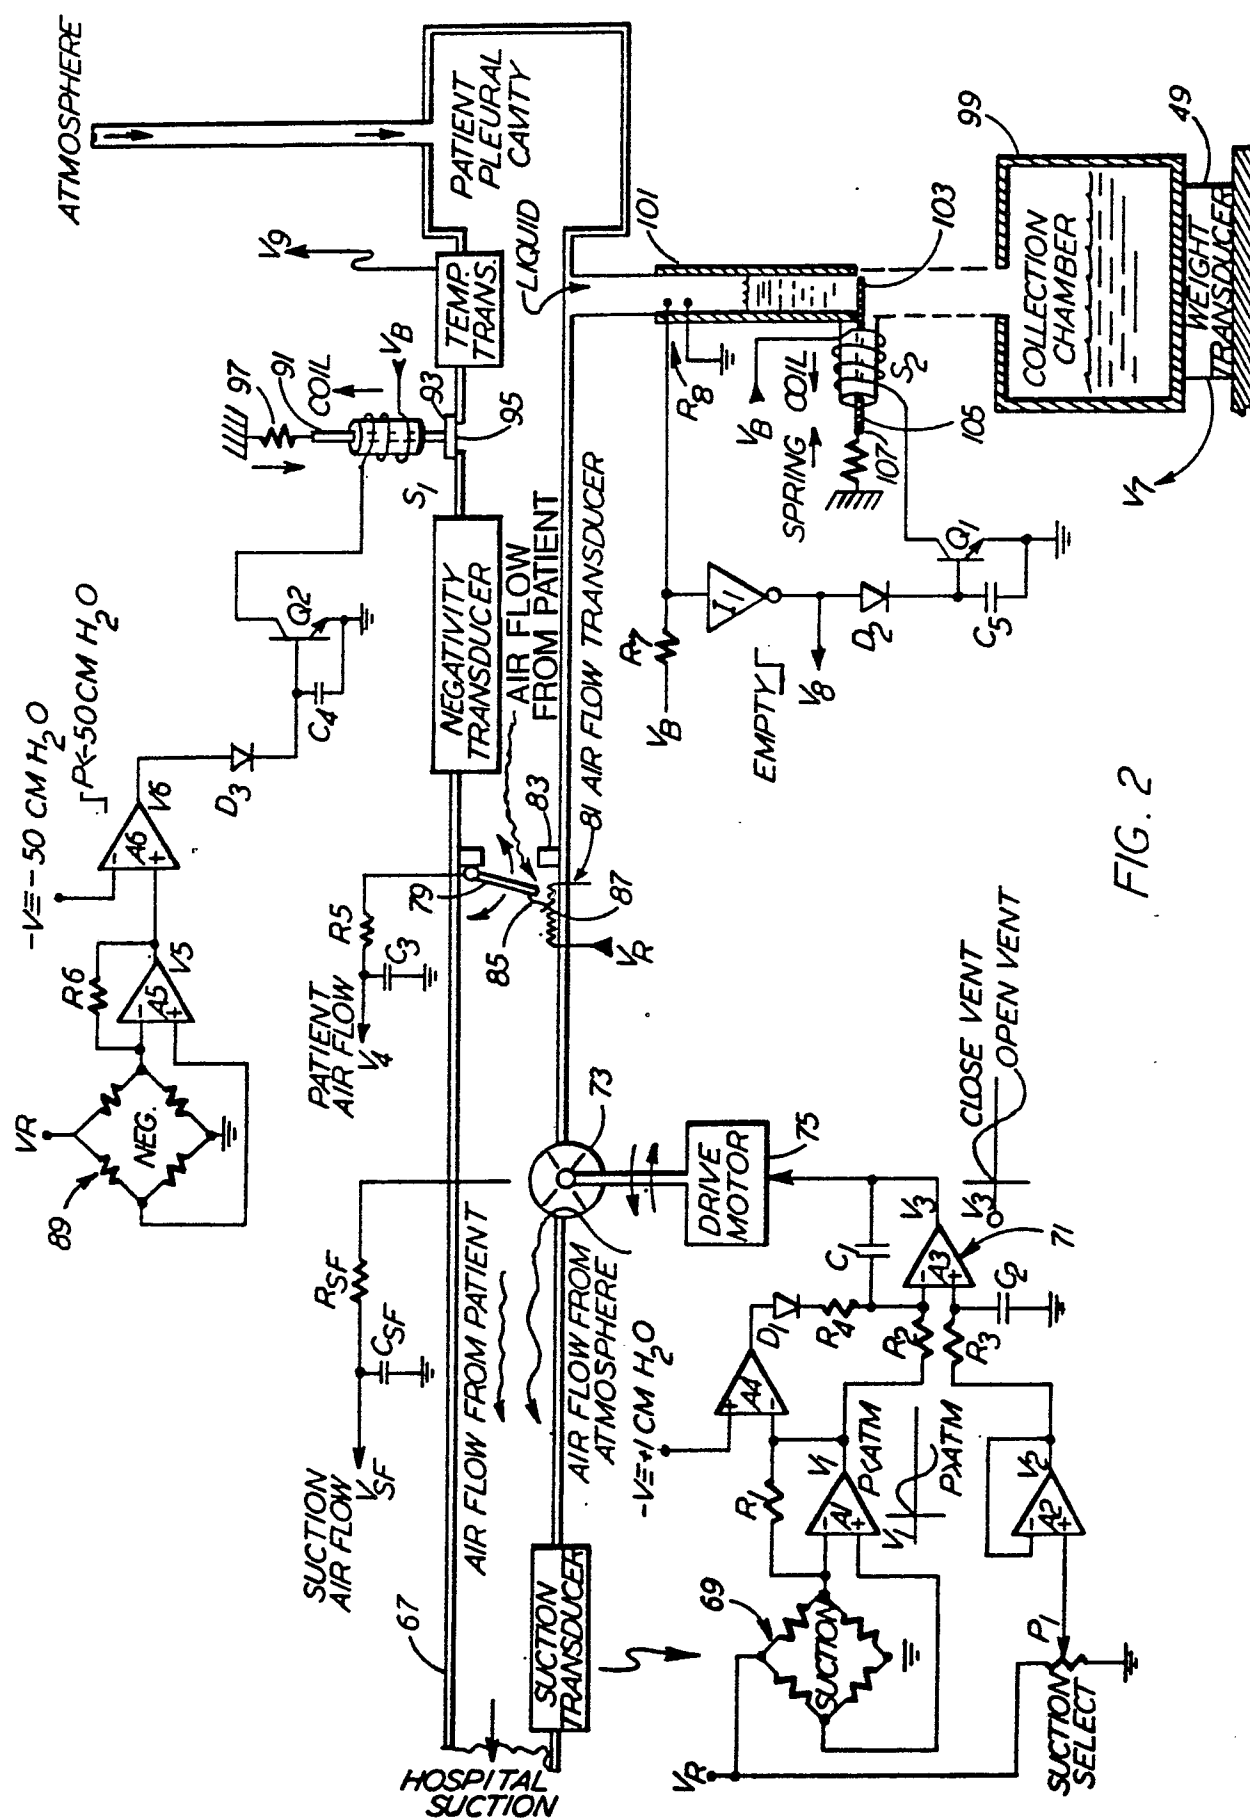 ATMOSPHERE
PATIENT
PLEURAL
CAVITY
LIQUID
V9
TEMP.
TRANS.
97
91
COIL
VB
93
95
S1
NEGATIVITY
TRANSDUCER
AIR FLOW
FROM PATIENT
81 AIR FLOW TRANSDUCER
83
79
85
87
VR
-V≡-50 CM H2O
P<-50CM H2O
VR
89
NEG.
R6
A5
V5
A6
V6
D3
C4
Q2
PATIENT
AIR FLOW
V4
R5
C3
SUCTION
AIR FLOW
VSF
RSF
CSF
67
AIR FLOW FROM PATIENT
AIR FLOW FROM
ATMOSPHERE
HOSPITAL
SUCTION
SUCTION
TRANSDUCER
73
DRIVE
MOTOR
75
101
103
R8
VB
SPRING
COIL
S2
105
107
R7
VB
I1
EMPTY
V8
D2
C5
Q1
99
COLLECTION
CHAMBER
WEIGHT
TRANSDUCER
49
V7
-V≡+1CM H2O
A4
D1
R4
C1
R2
R3
A3
V3
C2
71
V3
CLOSE VENT
OPEN VENT
VR
69
SUCTION
R1
A1
V1
V1
P<ATM
P>ATM
A2
V2
P1
SUCTION
SELECT
FIG. 2